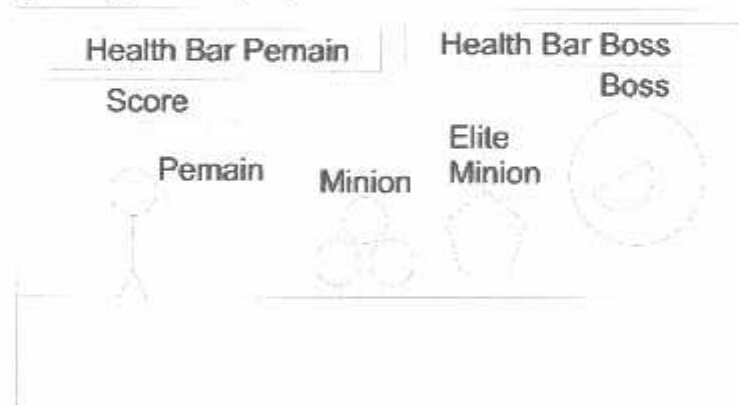 Health Bar Pemain
Health Bar Boss
Score
Boss
Pemain
Minion
Elite
Minion